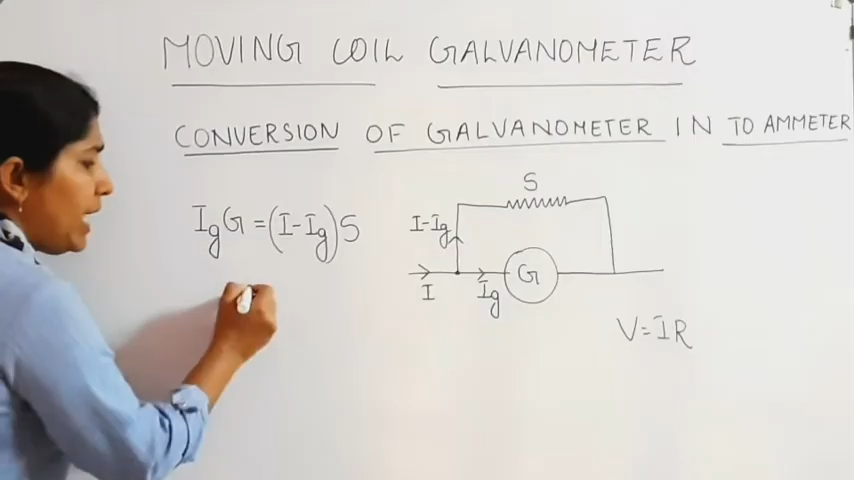 MOVING COIL GALVANOMETER
CONVERSION OF GALVANOMETER IN TO AMMETER
S
IgG = (I-Ig)S
I-Ig
G
I
Ig
V=IR